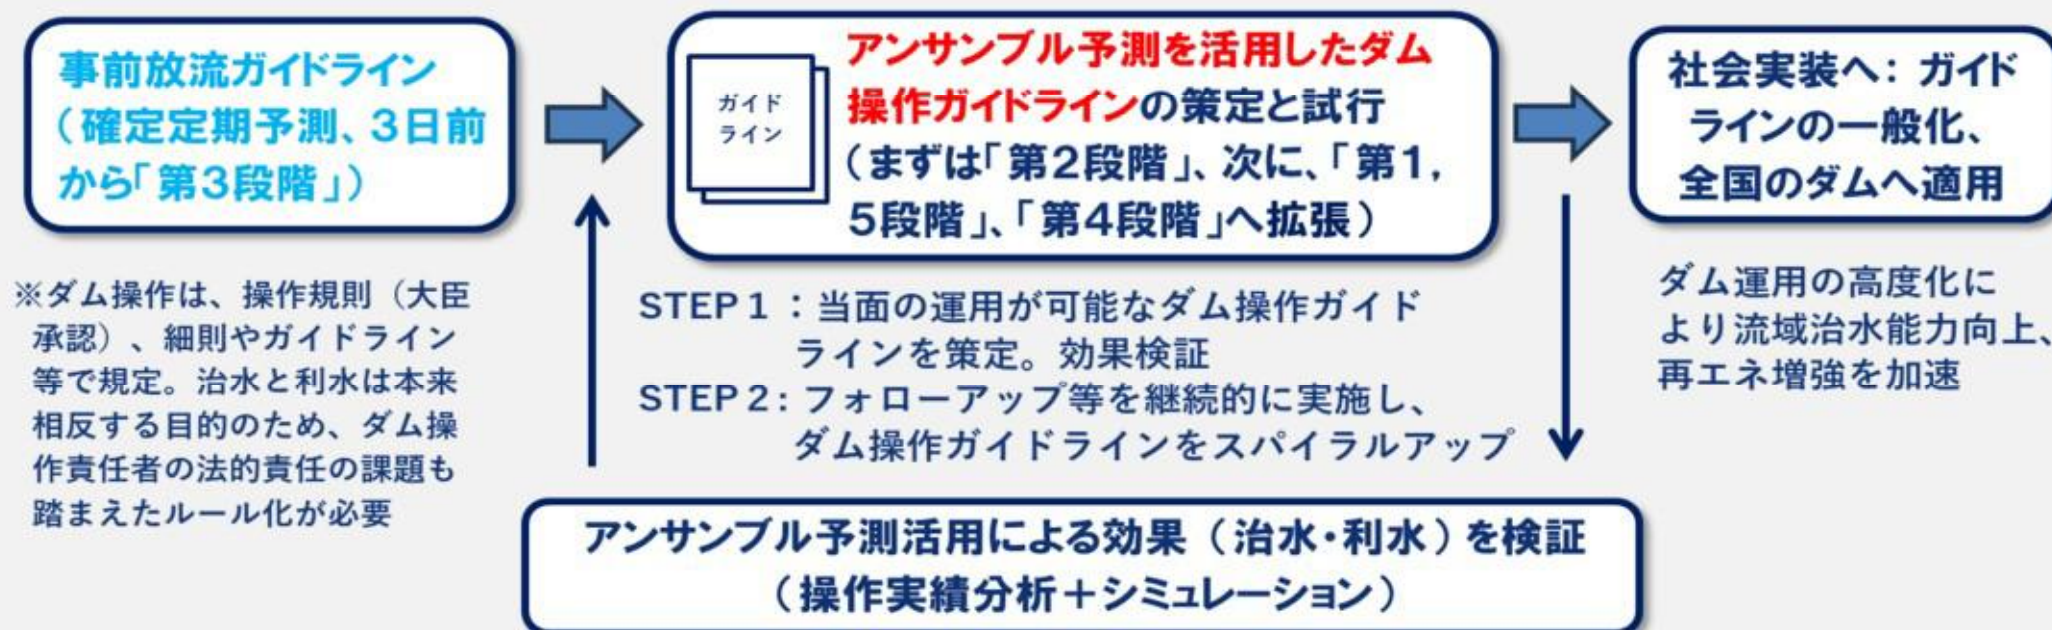 事前放流ガイドライン
（確定定期予測、3日前
から「第3段階」）
ガイド
ライン
アンサンブル予測を活用したダム
操作ガイドラインの策定と試行
（まずは「第2段階」、次に、「第1,
5段階」、「第4段階」へ拡張）
社会実装へ：ガイド
ラインの一般化、
全国のダムへ適用
※ダム操作は、操作規則（大臣
承認）、細則やガイドライン
等で規定。治水と利水は本来
相反する目的のため、ダム操
作責任者の法的責任の課題も
踏まえたルール化が必要
STEP 1 ：当面の運用が可能なダム操作ガイド
ラインを策定。効果検証
STEP 2：フォローアップ等を継続的に実施し、
ダム操作ガイドラインをスパイラルアップ
ダム運用の高度化に
より流域治水能力向上、
再エネ増強を加速
アンサンブル予測活用による効果（治水・利水）を検証
（操作実績分析＋シミュレーション）